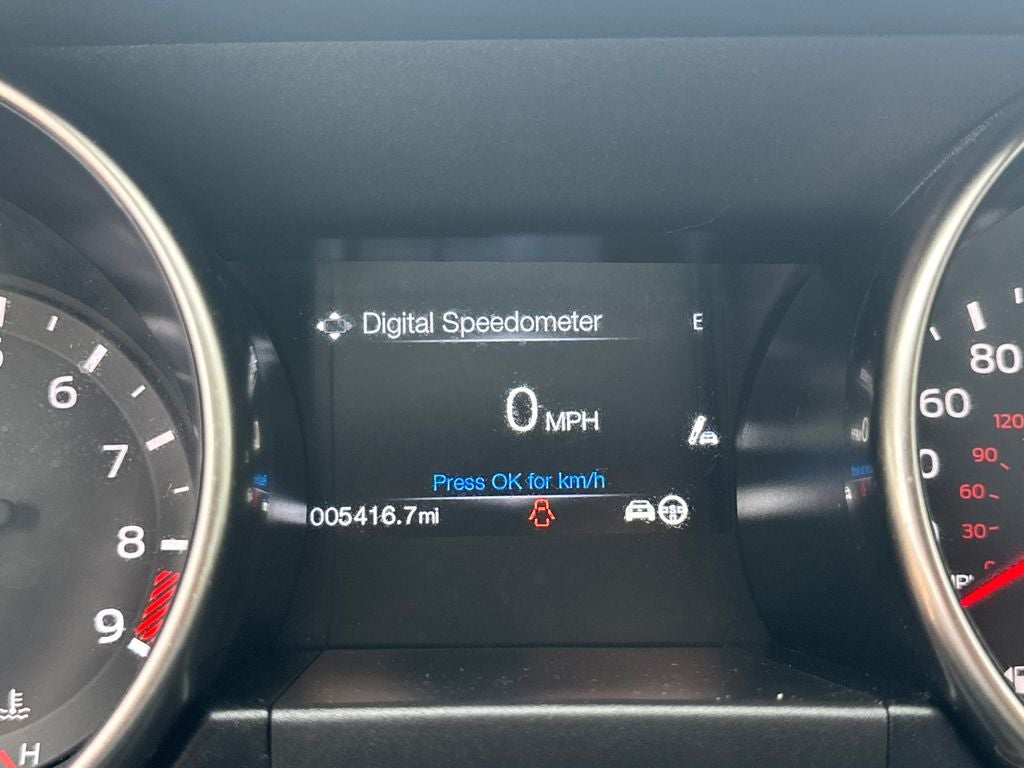 Digital Speedometer E
0 MPH
Press OK for km/h
005416.7mi
6
7
8
9
H
80
60
120
90
60
30